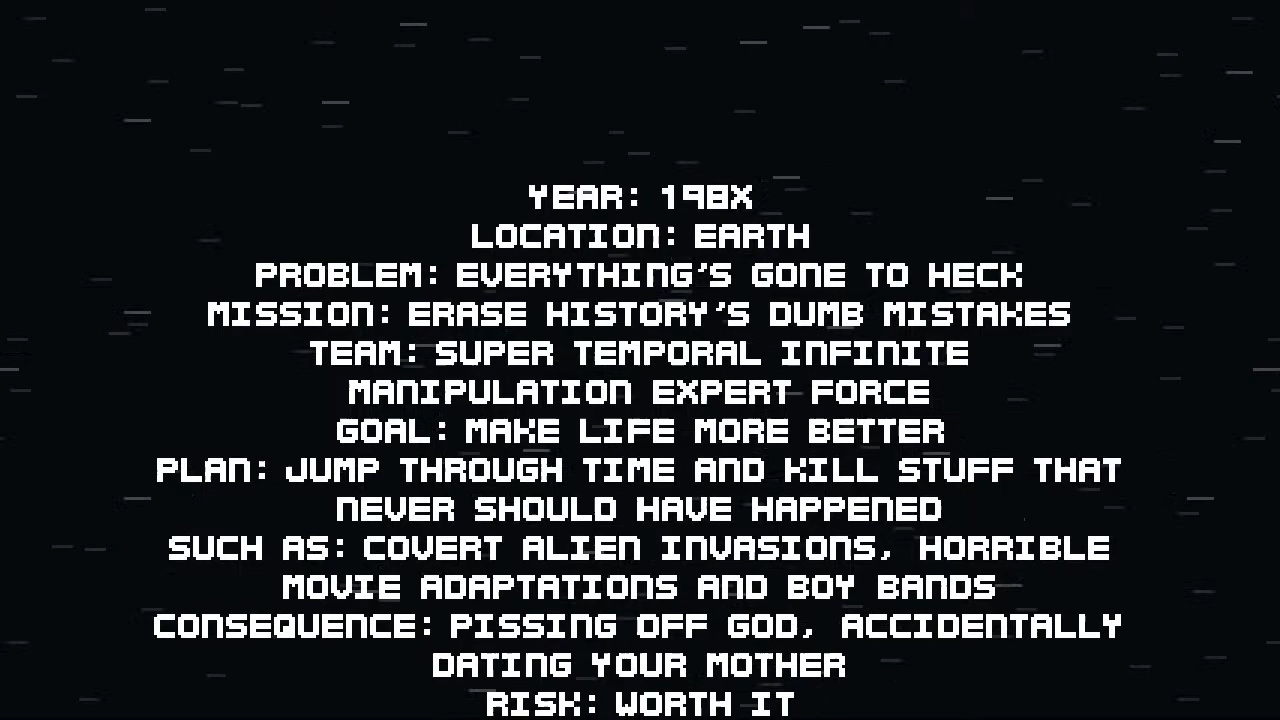 YEAR: 198X
LOCATION: EARTH
PROBLEM: EVERYTHING'S GONE TO HECK
MISSION: ERASE HISTORY'S DUMB MISTAKES
TEAM: SUPER TEMPORAL INFINITE
MANIPULATION EXPERT FORCE
GOAL: MAKE LIFE MORE BETTER
PLAN: JUMP THROUGH TIME AND KILL STUFF THAT
NEVER SHOULD HAVE HAPPENED
SUCH AS: COVERT ALIEN INVASIONS, HORRIBLE
MOVIE ADAPTATIONS AND BOY BANDS
CONSEQUENCE: PISSING OFF GOD, ACCIDENTALLY
DATING YOUR MOTHER
RISK: WORTH IT